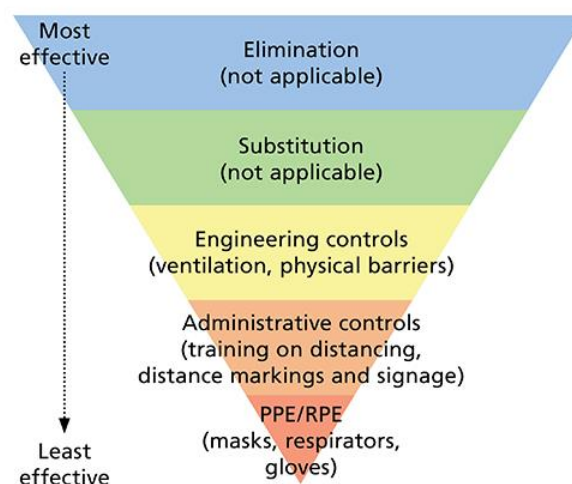 Most
effective
Elimination
(not applicable)
Substitution
(not applicable)
Engineering controls
(ventilation, physical barriers)
Administrative controls
(training on distancing,
distance markings and signage)
PPE/RPE
(masks, respirators,
gloves)
Least
effective